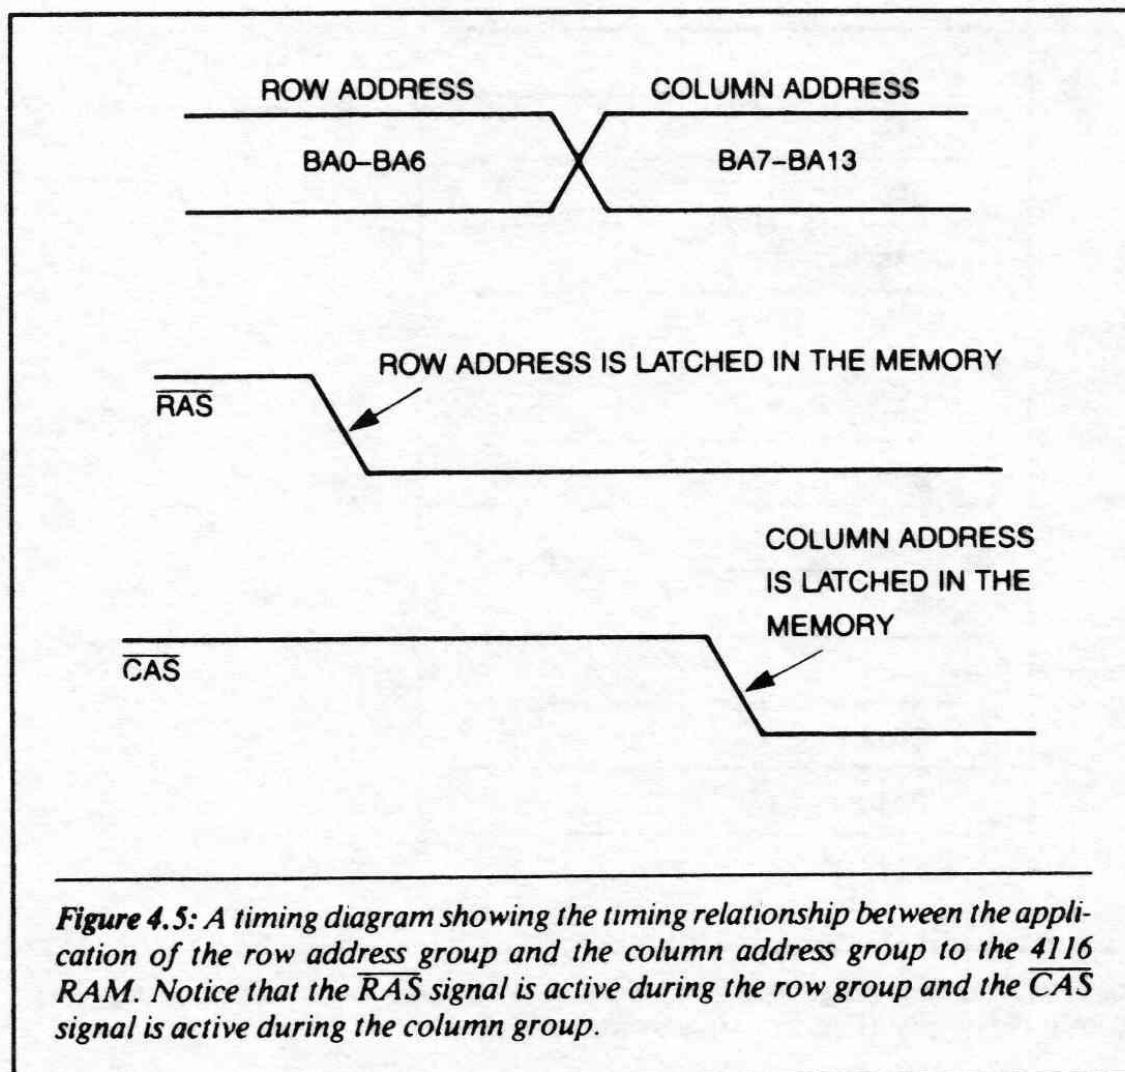 ROW ADDRESS COLUMN ADDRESS
BA0–BA6 BA7–BA13
ROW ADDRESS IS LATCHED IN THE MEMORY
RAS
COLUMN ADDRESS
IS LATCHED IN THE
MEMORY
CAS
Figure 4.5: A timing diagram showing the timing relationship between the appli-
cation of the row address group and the column address group to the 4116
RAM. Notice that the RAS signal is active during the row group and the CAS
signal is active during the column group.